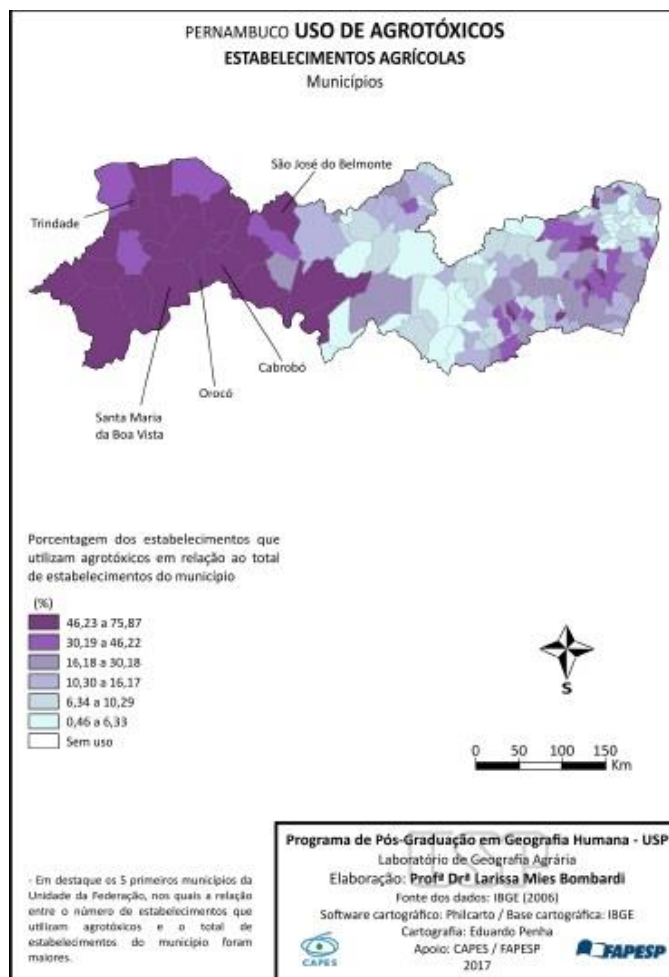 PERNAMBUCO USO DE AGROTÓXICOS
ESTABELECIMENTOS AGRÍCOLAS
Municípios
São José do Belmonte
Trindade
Cabrobó
Orocó
Santa Maria
da Boa Vista
Porcentagem dos estabelecimentos que
utilizam agrotóxicos em relação ao total
de estabelecimentos do município
(%)
46,23 a 75,87
30,19 a 46,22
16,18 a 30,18
10,30 a 16,17
6,34 a 10,29
0,46 a 6,33
Sem uso
S
0 50 100 150
Km
- Em destaque os 5 primeiros municípios da
Unidade da Federação, nos quais a relação
entre o número de estabelecimentos que
utilizam agrotóxicos e o total de
estabelecimentos do município foram
maiores.
Programa de Pós-Graduação em Geografia Humana - USP
Laboratório de Geografia Agrária
Elaboração: Profª Drª Larissa Mies Bombardi
Fonte dos dados: IBGE (2006)
Software cartográfico: Philcarto / Base cartográfica: IBGE
Cartografia: Eduardo Penha
Apoio: CAPES / FAPESP
2017
CAPES
FAPESP